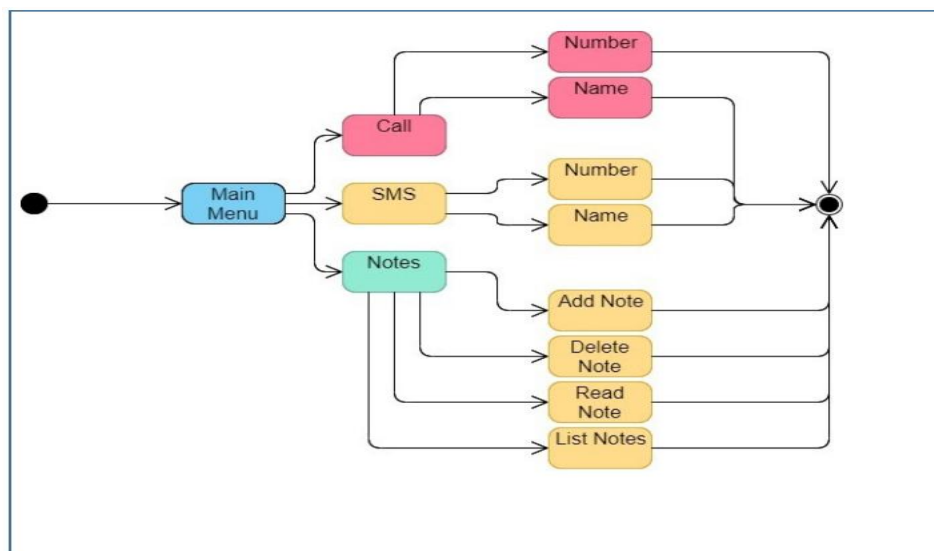 Number
Name
Call
Main
Menu
SMS
Number
Name
Notes
Add Note
Delete
Note
Read
Note
List Notes